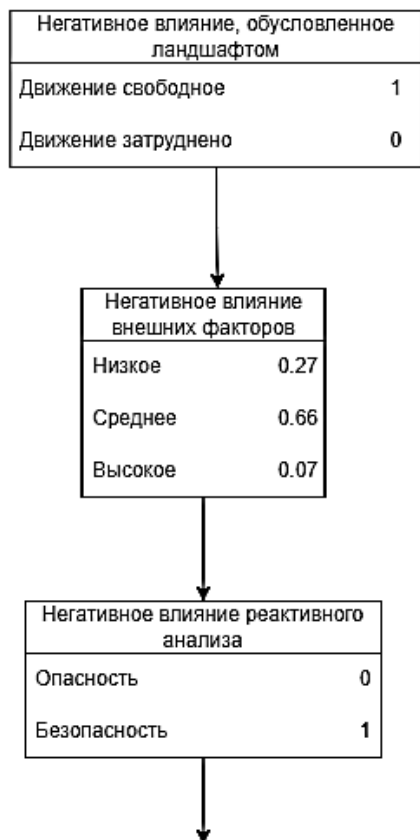 Негативное влияние, обусловленное
ландшафтом
Движение свободное 1
Движение затруднено 0
Негативное влияние
внешних факторов
Низкое 0.27
Среднее 0.66
Высокое 0.07
Негативное влияние реактивного
анализа
Опасность 0
Безопасность 1